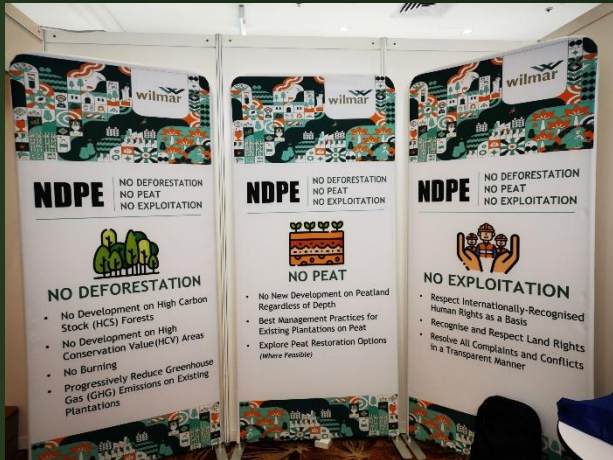 wilmar
NDPE
NO DEFORESTATION
NO PEAT
NO EXPLOITATION
NO DEFORESTATION
• No Development on High Carbon
Stock (HCS) Forests
• No Development on High
Conservation Value (HCV) Areas
• No Burning
• Progressively Reduce Greenhouse
Gas (GHG) Emissions on Existing
Plantations
wilmar
NDPE
NO DEFORESTATION
NO PEAT
NO EXPLOITATION
NO PEAT
• No New Development on Peatland
Regardless of Depth
• Best Management Practices for
Existing Plantations on Peat
• Explore Peat Restoration Options
(Where Feasible)
wilmar
NDPE
NO DEFORESTATION
NO PEAT
NO EXPLOITATION
NO EXPLOITATION
• Respect Internationally-Recognised
Human Rights as a Basis
• Recognise and Respect Land Rights
• Resolve All Complaints and Conflicts
in a Transparent Manner